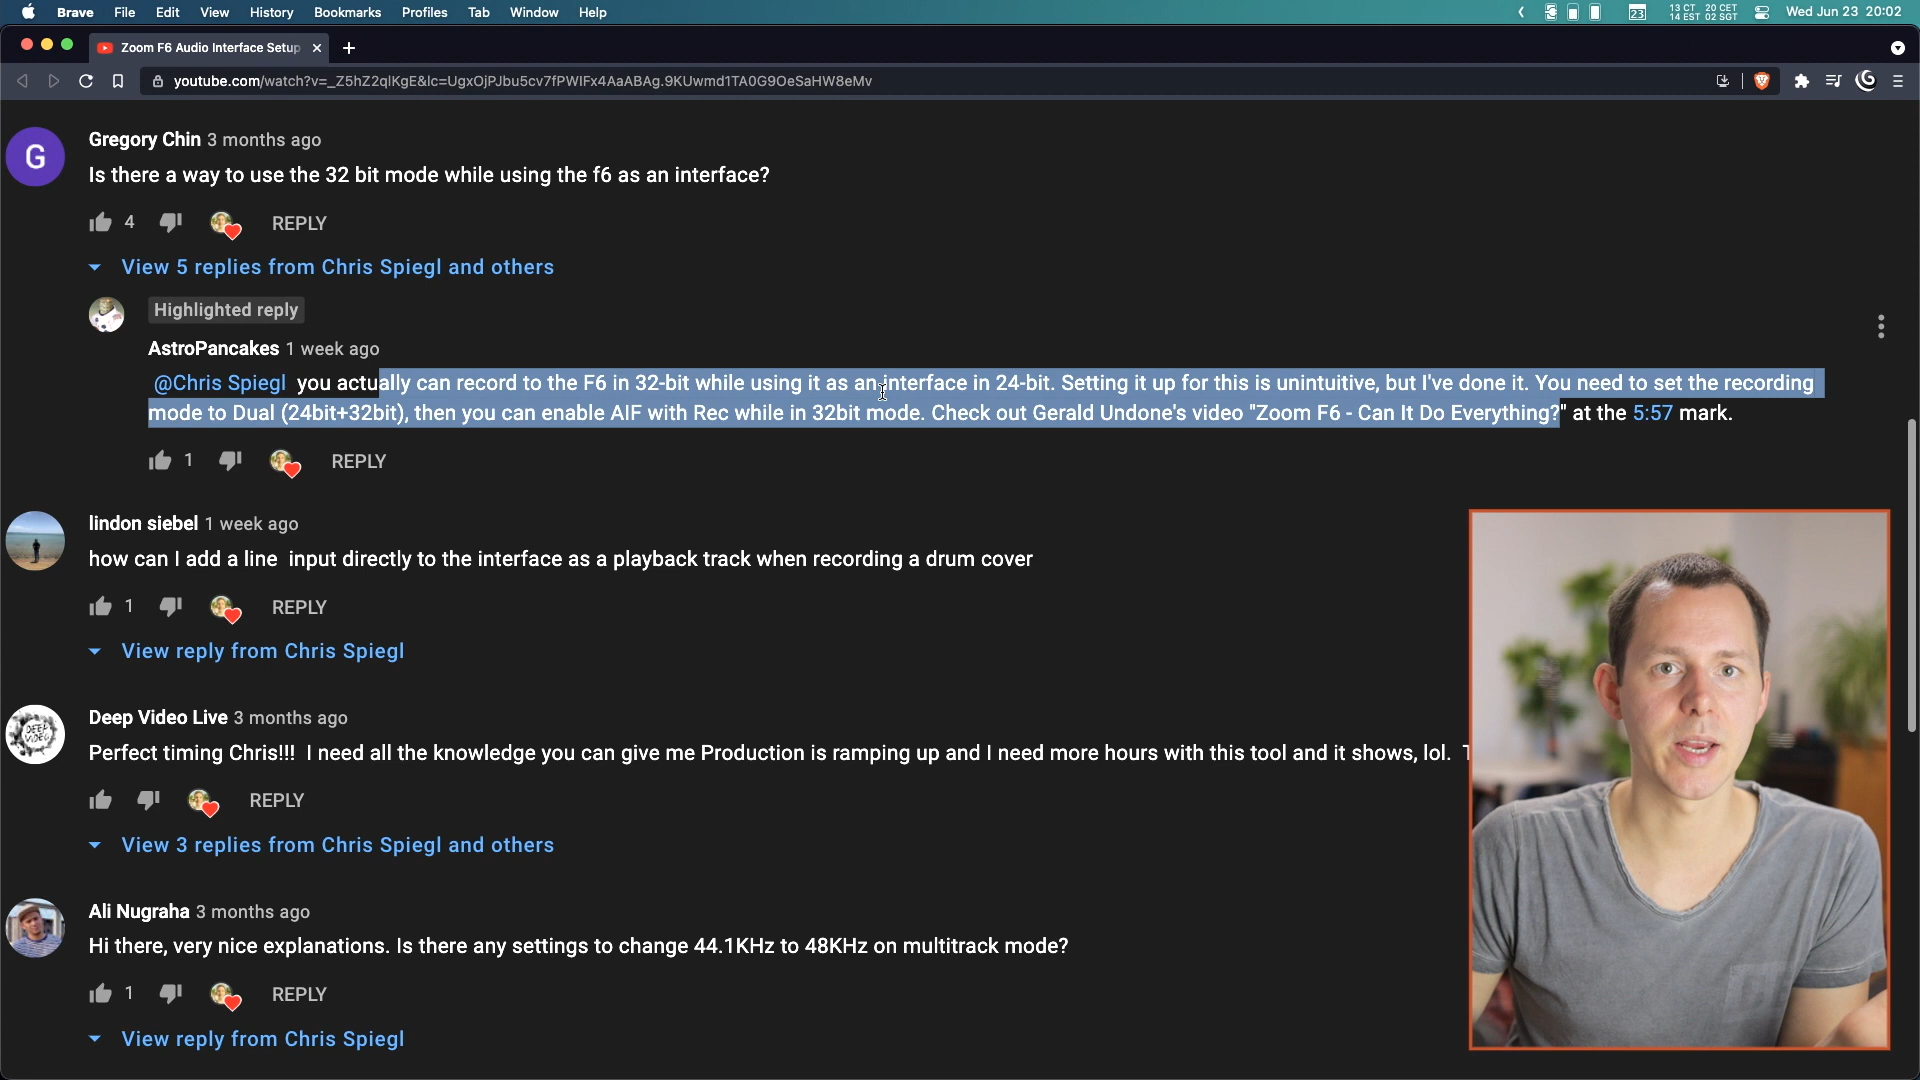 Brave File Edit View History Bookmarks Profiles Tab Window Help
23 13 CT 20 CET Wed Jun 23 20:02
14 EST 02 SGT
Zoom F6 Audio Interface Setup
youtube.com/watch?v=_Z5hZ2qlKgE&lc=UgxOjPJbu5cv7fPWIFx4AaABAg.9KUwmd1TA0G9OeSaHW8eMv
G
Gregory Chin 3 months ago
Is there a way to use the 32 bit mode while using the f6 as an interface?
4 REPLY
View 5 replies from Chris Spiegl and others
Highlighted reply
AstroPancakes 1 week ago
@Chris Spiegl you actually can record to the F6 in 32-bit while using it as an interface in 24-bit. Setting it up for this is unintuitive, but I've done it. You need to set the recording
mode to Dual (24bit+32bit), then you can enable AIF with Rec while in 32bit mode. Check out Gerald Undone's video "Zoom F6 - Can It Do Everything?" at the 5:57 mark.
1 REPLY
lindon siebel 1 week ago
how can I add a line input directly to the interface as a playback track when recording a drum cover
1 REPLY
View reply from Chris Spiegl
DEEP VIDEO
Deep Video Live 3 months ago
Perfect timing Chris!!! I need all the knowledge you can give me Production is ramping up and I need more hours with this tool and it shows, lol.
REPLY
View 3 replies from Chris Spiegl and others
Ali Nugraha 3 months ago
Hi there, very nice explanations. Is there any settings to change 44.1KHz to 48KHz on multitrack mode?
1 REPLY
View reply from Chris Spiegl